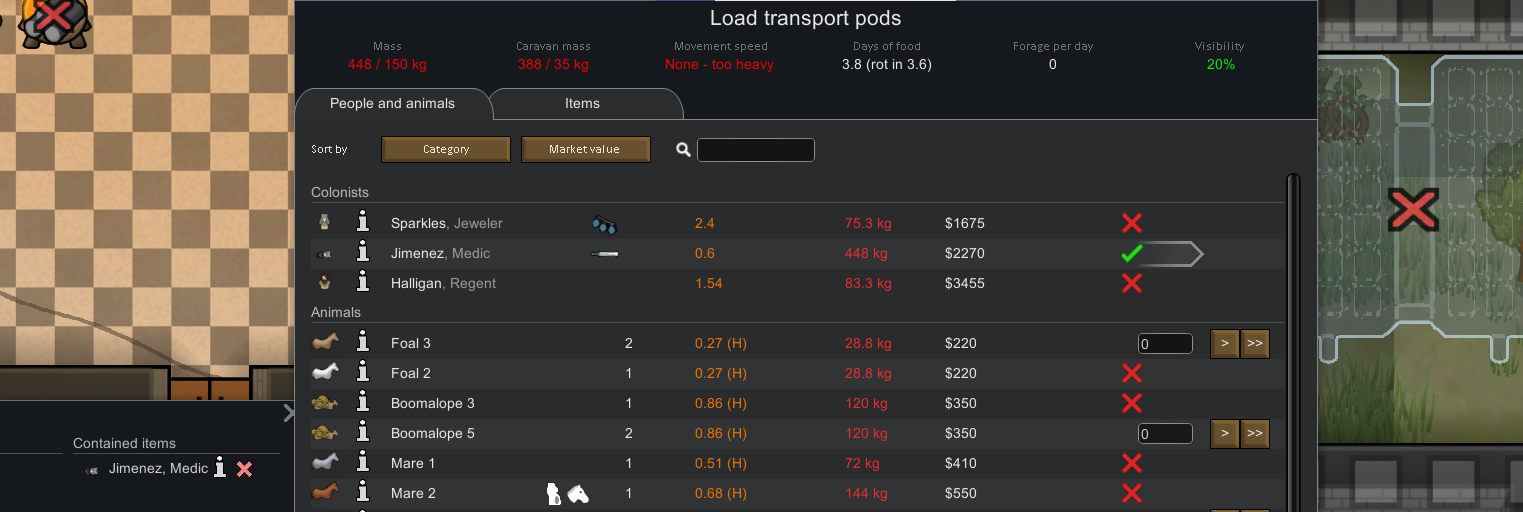 Load transport pods
Mass Caravan mass Movement speed Days of food Forage per day Visibility
448 / 150 kg 388 / 35 kg None - too heavy 3.8 (rot in 3.6) 0 20%
People and animals Items
Sort by Category Market value
Colonists
Sparkles, Jeweler 2.4 75.3 kg $1675
Jimenez, Medic 0.6 448 kg $2270
Halligan, Regent 1.54 83.3 kg $3455
Animals
Foal 3 2 0.27 (H) 28.8 kg $220 0 > >>
Foal 2 1 0.27 (H) 28.8 kg $220
Boomalope 3 1 0.86 (H) 120 kg $350
Boomalope 5 2 0.86 (H) 120 kg $350 0 > >>
Mare 1 1 0.51 (H) 72 kg $410
Mare 2 1 0.68 (H) 144 kg $550
Contained items
Jimenez, Medic